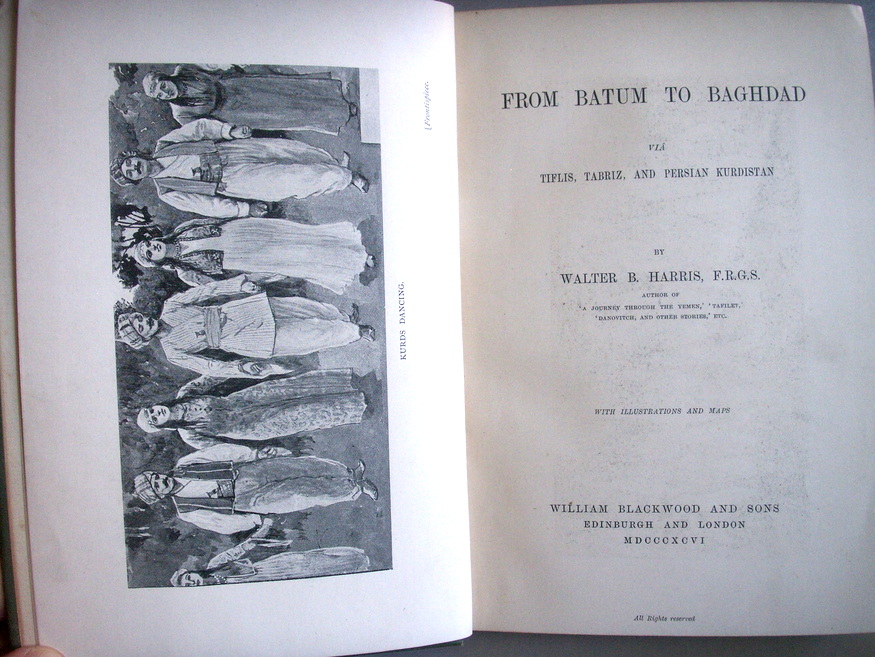 [Frontispiece.
KURDS DANCING.
FROM BATUM TO BAGHDAD
VIÂ
TIFLIS, TABRIZ, AND PERSIAN KURDISTAN
BY
WALTER B. HARRIS, F.R.G.S.
AUTHOR OF
'A JOURNEY THROUGH THE YEMEN,' 'TAFILET,'
'DANOVITCH, AND OTHER STORIES,' ETC.
WITH ILLUSTRATIONS AND MAPS
WILLIAM BLACKWOOD AND SONS
EDINBURGH AND LONDON
MDCCCXCVI
All Rights reserved